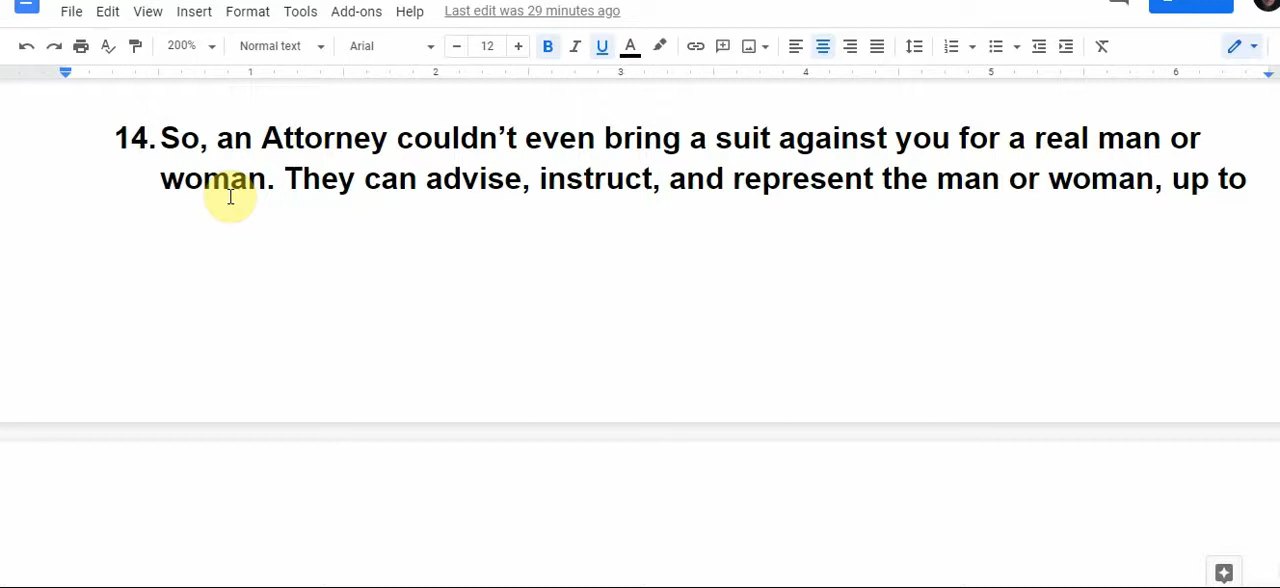 File Edit View Insert Format Tools Add-ons Help Last edit was 29 minutes ago
200% Normal text Arial 12 B I U A
1 2 3 4 5 6
14. So, an Attorney couldn’t even bring a suit against you for a real man or
woman. They can advise, instruct, and represent the man or woman, up to